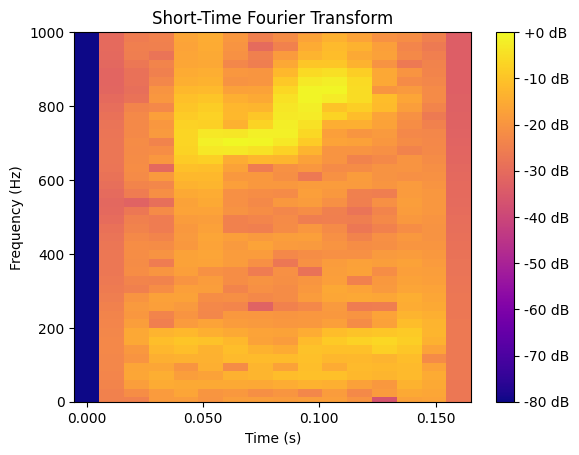 Short-Time Fourier Transform
1000
800
600
400
200
0
Frequency (Hz)
0.000
0.050
0.100
0.150
Time (s)
+0 dB
-10 dB
-20 dB
-30 dB
-40 dB
-50 dB
-60 dB
-70 dB
-80 dB